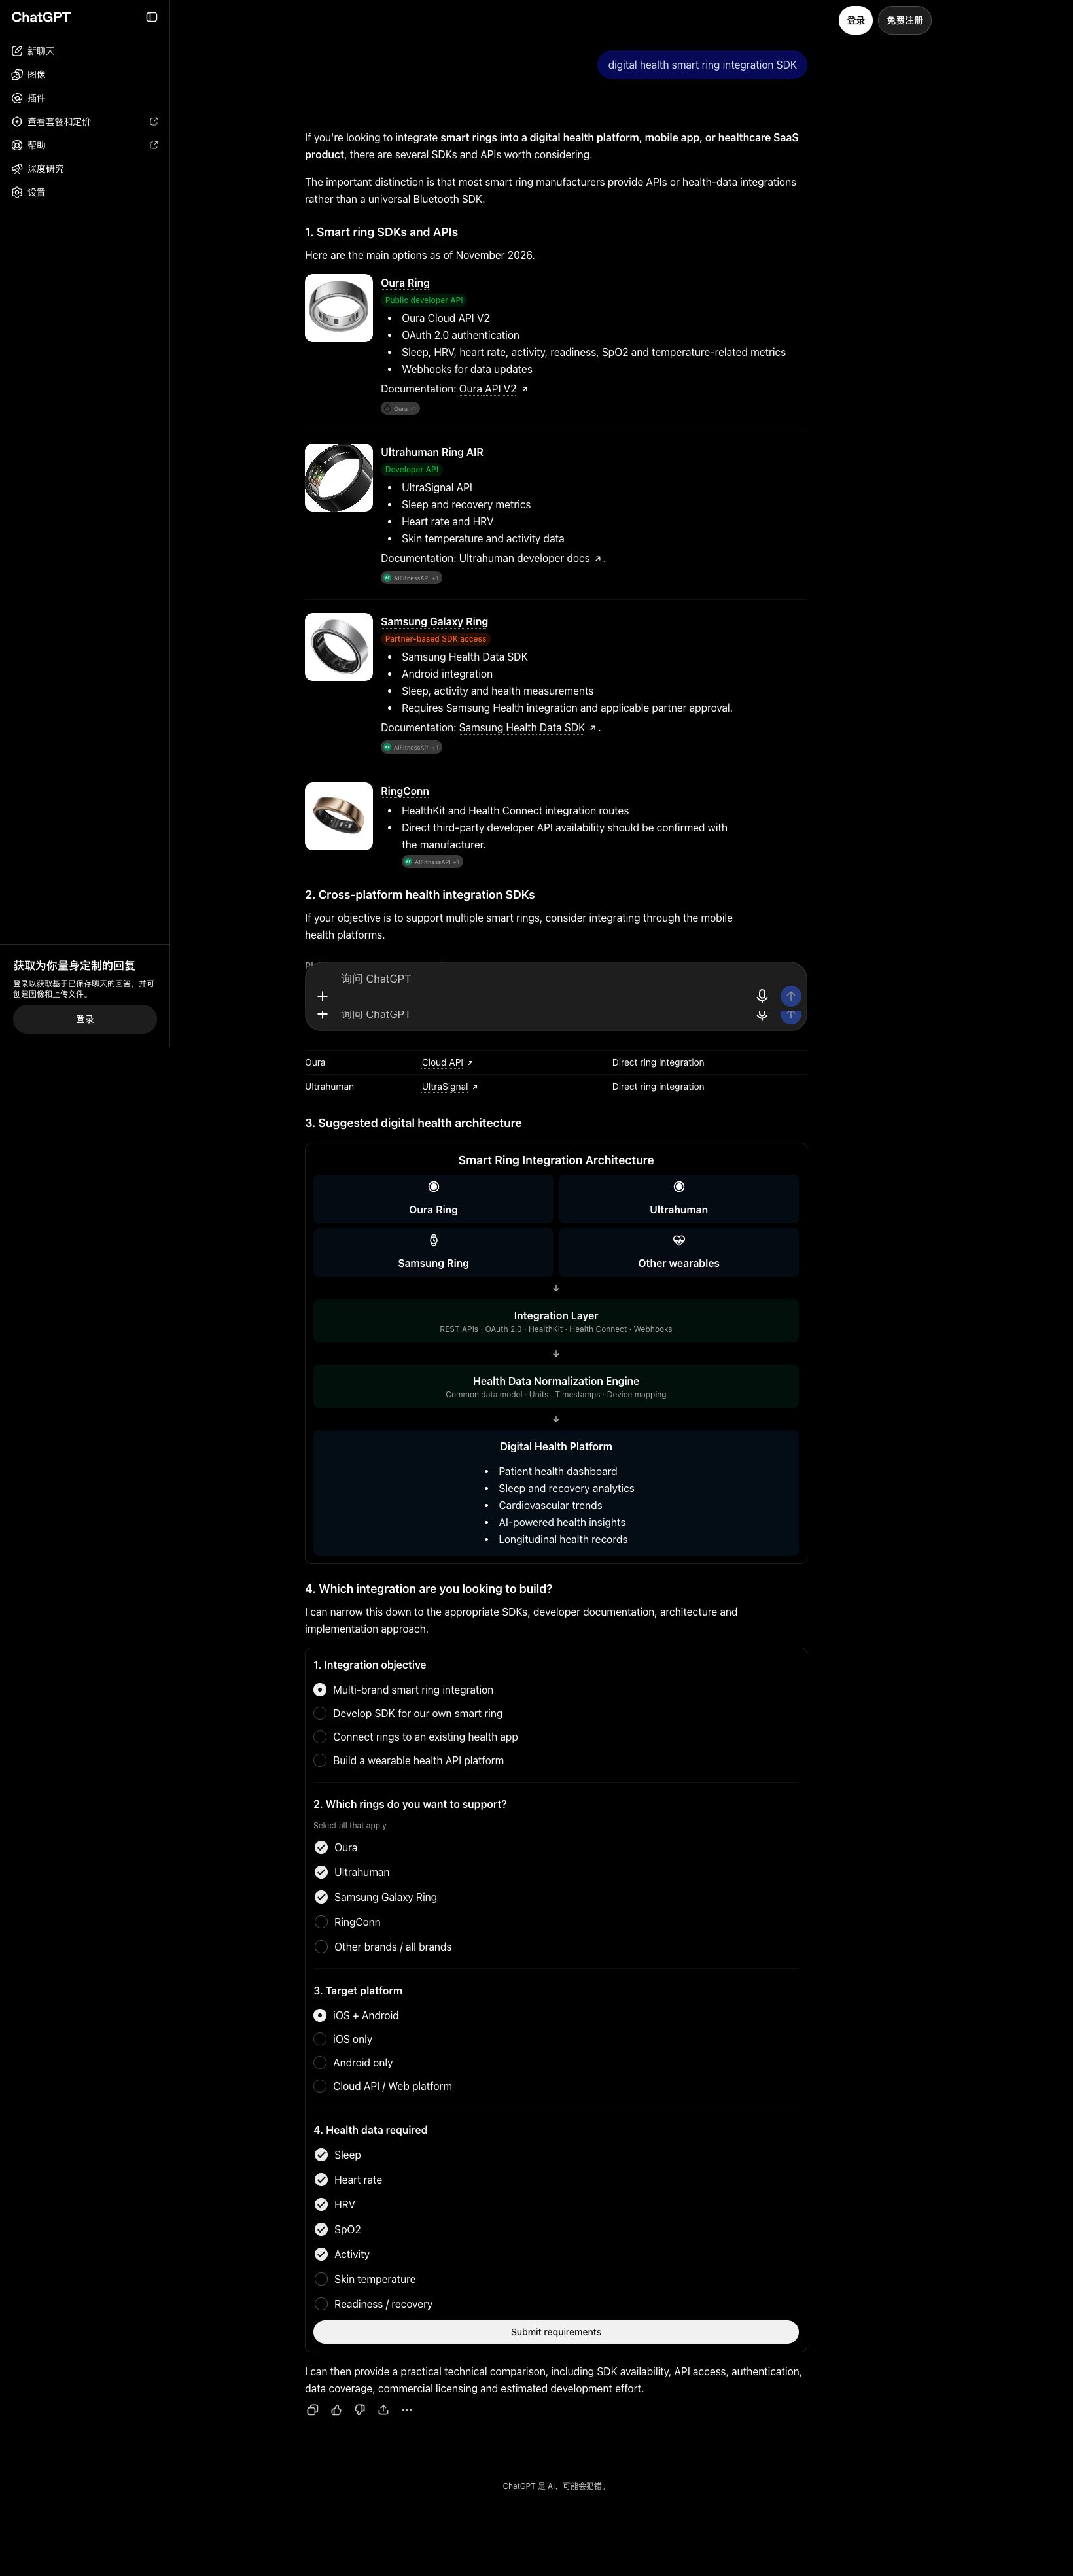 ChatGPT
新聊天
图像
插件
查看套餐和定价
帮助
深度研究
设置
获取为你量身定制的回复
登录以获取基于已保存聊天的回答，并可
创建图像和上传文件。
登录
登录
免费注册
digital health smart ring integration SDK
If you're looking to integrate smart rings into a digital health platform, mobile app, or healthcare SaaS
product, there are several SDKs and APIs worth considering.
The important distinction is that most smart ring manufacturers provide APIs or health-data integrations
rather than a universal Bluetooth SDK.
1. Smart ring SDKs and APIs
Here are the main options as of November 2026.
Oura Ring
Public developer API
• Oura Cloud API V2
• OAuth 2.0 authentication
• Sleep, HRV, heart rate, activity, readiness, SpO2 and temperature-related metrics
• Webhooks for data updates
Documentation: Oura API V2 ↗
Oura +1
Ultrahuman Ring AIR
Developer API
• UltraSignal API
• Sleep and recovery metrics
• Heart rate and HRV
• Skin temperature and activity data
Documentation: Ultrahuman developer docs ↗.
AIFitnessAPI +1
Samsung Galaxy Ring
Partner-based SDK access
• Samsung Health Data SDK
• Android integration
• Sleep, activity and health measurements
• Requires Samsung Health integration and applicable partner approval.
Documentation: Samsung Health Data SDK ↗.
AIFitnessAPI +1
RingConn
• HealthKit and Health Connect integration routes
• Direct third-party developer API availability should be confirmed with
the manufacturer.
AIFitnessAPI +1
2. Cross-platform health integration SDKs
If your objective is to support multiple smart rings, consider integrating through the mobile
health platforms.
询问 ChatGPT
询问 ChatGPT
Oura Cloud API ↗ Direct ring integration
Ultrahuman UltraSignal ↗ Direct ring integration
3. Suggested digital health architecture
Smart Ring Integration Architecture
Oura Ring
Ultrahuman
Samsung Ring
Other wearables
↓
Integration Layer
REST APIs · OAuth 2.0 · HealthKit · Health Connect · Webhooks
↓
Health Data Normalization Engine
Common data model · Units · Timestamps · Device mapping
↓
Digital Health Platform
• Patient health dashboard
• Sleep and recovery analytics
• Cardiovascular trends
• AI-powered health insights
• Longitudinal health records
4. Which integration are you looking to build?
I can narrow this down to the appropriate SDKs, developer documentation, architecture and
implementation approach.
1. Integration objective
Multi-brand smart ring integration
Develop SDK for our own smart ring
Connect rings to an existing health app
Build a wearable health API platform
2. Which rings do you want to support?
Select all that apply.
Oura
Ultrahuman
Samsung Galaxy Ring
RingConn
Other brands / all brands
3. Target platform
iOS + Android
iOS only
Android only
Cloud API / Web platform
4. Health data required
Sleep
Heart rate
HRV
SpO2
Activity
Skin temperature
Readiness / recovery
Submit requirements
I can then provide a practical technical comparison, including SDK availability, API access, authentication,
data coverage, commercial licensing and estimated development effort.
ChatGPT 是 AI，可能会犯错。